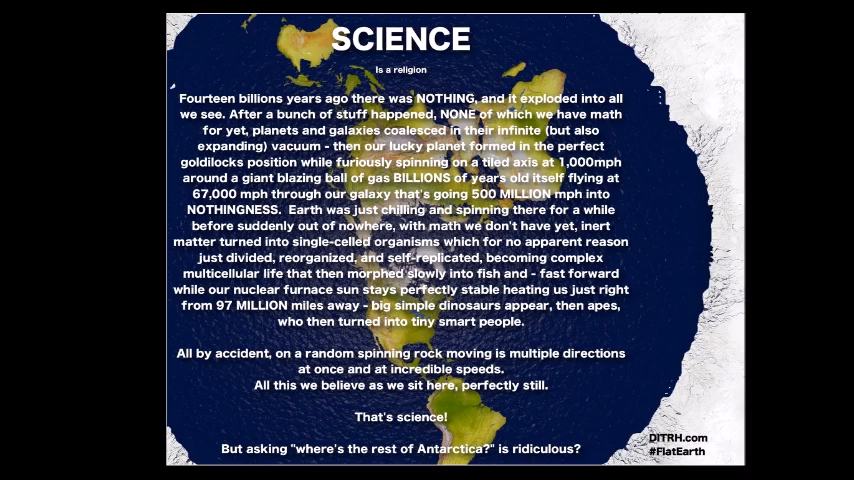 SCIENCE
Is a religion
Fourteen billions years ago there was NOTHING, and it exploded into all
we see. After a bunch of stuff happened, NONE of which we have math
for yet, planets and galaxies coalesced in their infinite (but also
expanding) vacuum - then our lucky planet formed in the perfect
goldilocks position while furiously spinning on a tiled axis at 1,000mph
around a giant blazing ball of gas BILLIONS of years old itself flying at
67,000 mph through our galaxy that's going 500 MILLION mph into
NOTHINGNESS. Earth was just chilling and spinning there for a while
before suddenly out of nowhere, with math we don't have yet, inert
matter turned into single-celled organisms which for no apparent reason
just divided, reorganized, and self-replicated, becoming complex
multicellular life that then morphed slowly into fish and - fast forward
while our nuclear furnace sun stays perfectly stable heating us just right
from 97 MILLION miles away - big simple dinosaurs appear, then apes,
who then turned into tiny smart people.
All by accident, on a random spinning rock moving is multiple directions
at once and at incredible speeds.
All this we believe as we sit here, perfectly still.
That's science!
But asking "where's the rest of Antarctica?" is ridiculous?
DITRH.com
#FlatEarth